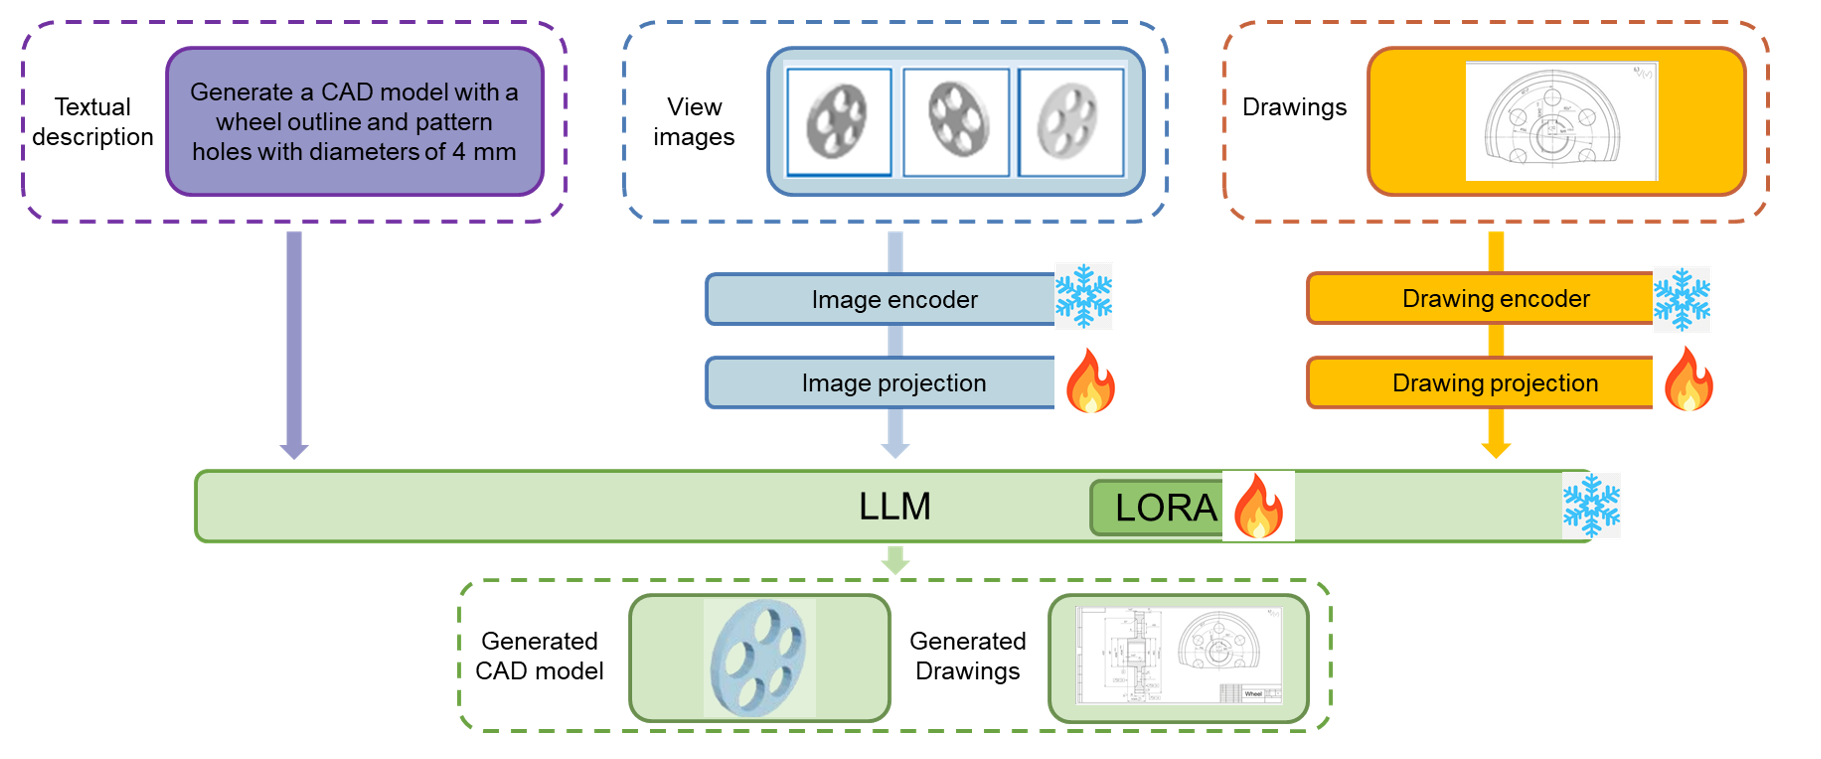 Textual
description
Generate a CAD model with a
wheel outline and pattern
holes with diameters of 4 mm
View
images
Drawings
Image encoder
Drawing encoder
Image projection
Drawing projection
LLM
LORA
Generated
CAD model
Generated
Drawings
Wheel